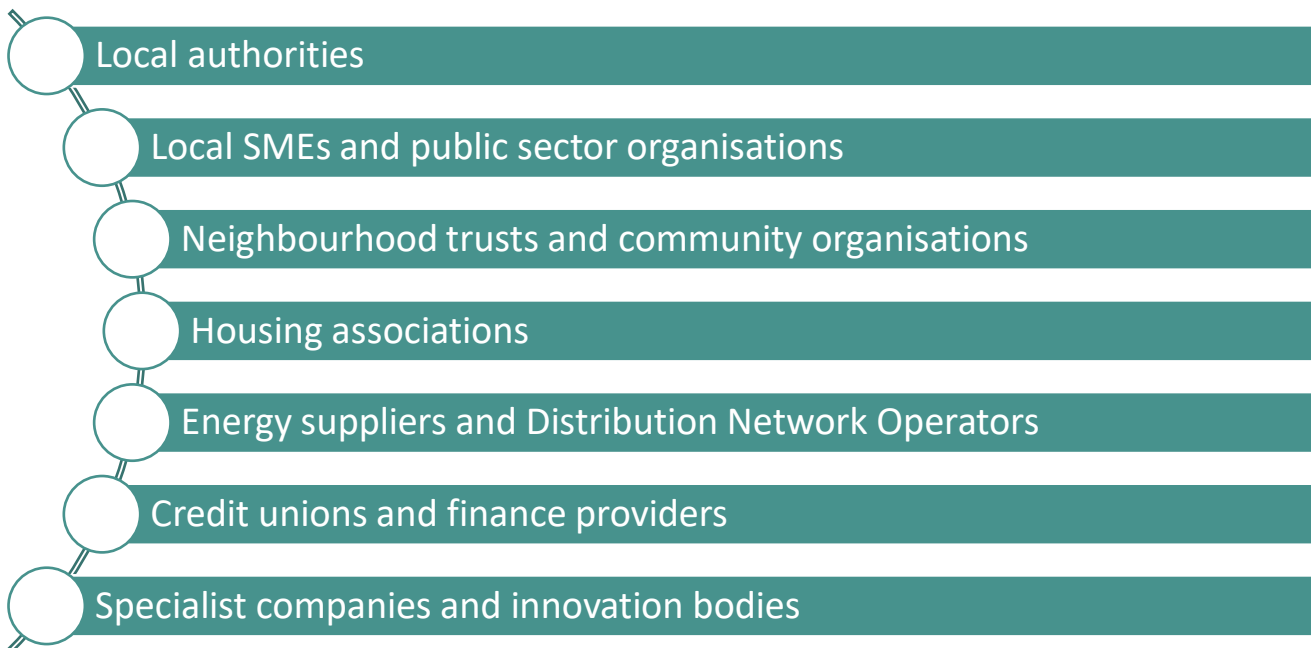 Local authorities
Local SMEs and public sector organisations
Neighbourhood trusts and community organisations
Housing associations
Energy suppliers and Distribution Network Operators
Credit unions and finance providers
Specialist companies and innovation bodies